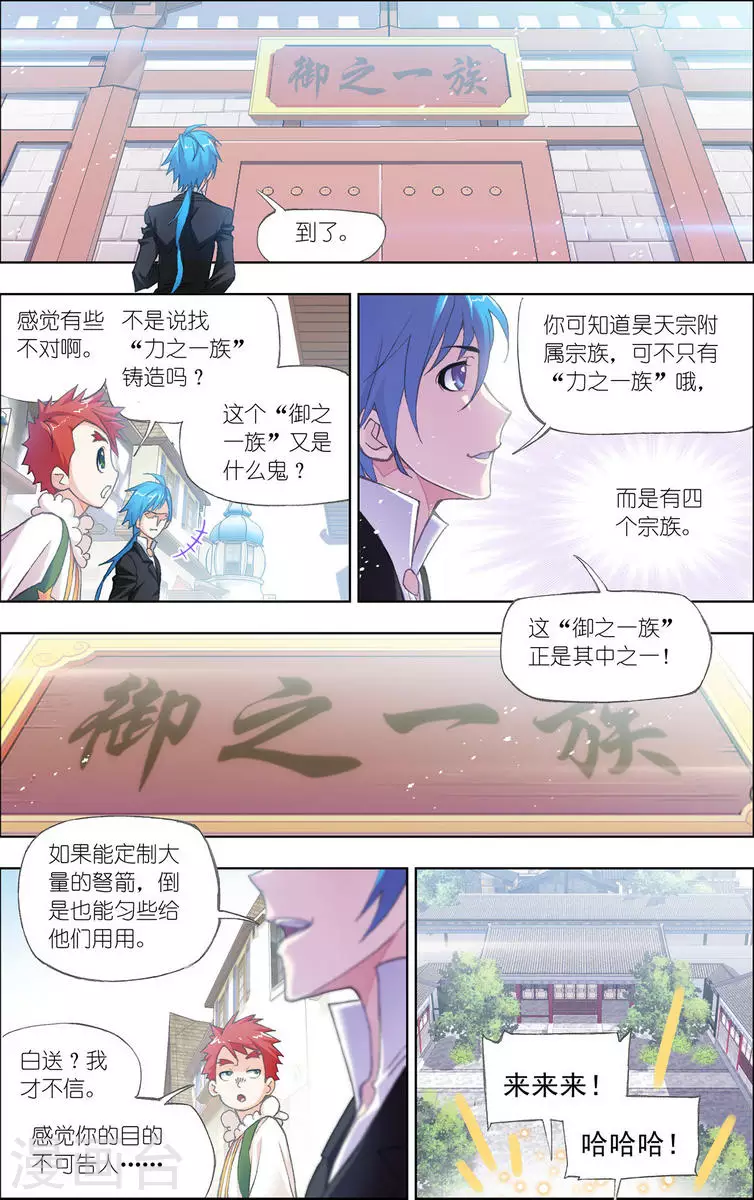 御之一族
到了。
感觉有些
不对啊。
不是说找
“力之一族”
铸造吗？
这个“御之
一族”又是
什么鬼？
你可知道昊天宗附
属宗族，可不只有
“力之一族”哦，
而是有四
个宗族。
这“御之一族”
正是其中之一！
御之一族
如果能定制大
量的弩箭，倒
是也能匀些给
他们用用。
白送？我
才不信。
感觉你的目的
不可告人⋯⋯
来来来！
哈哈哈！
漫画台